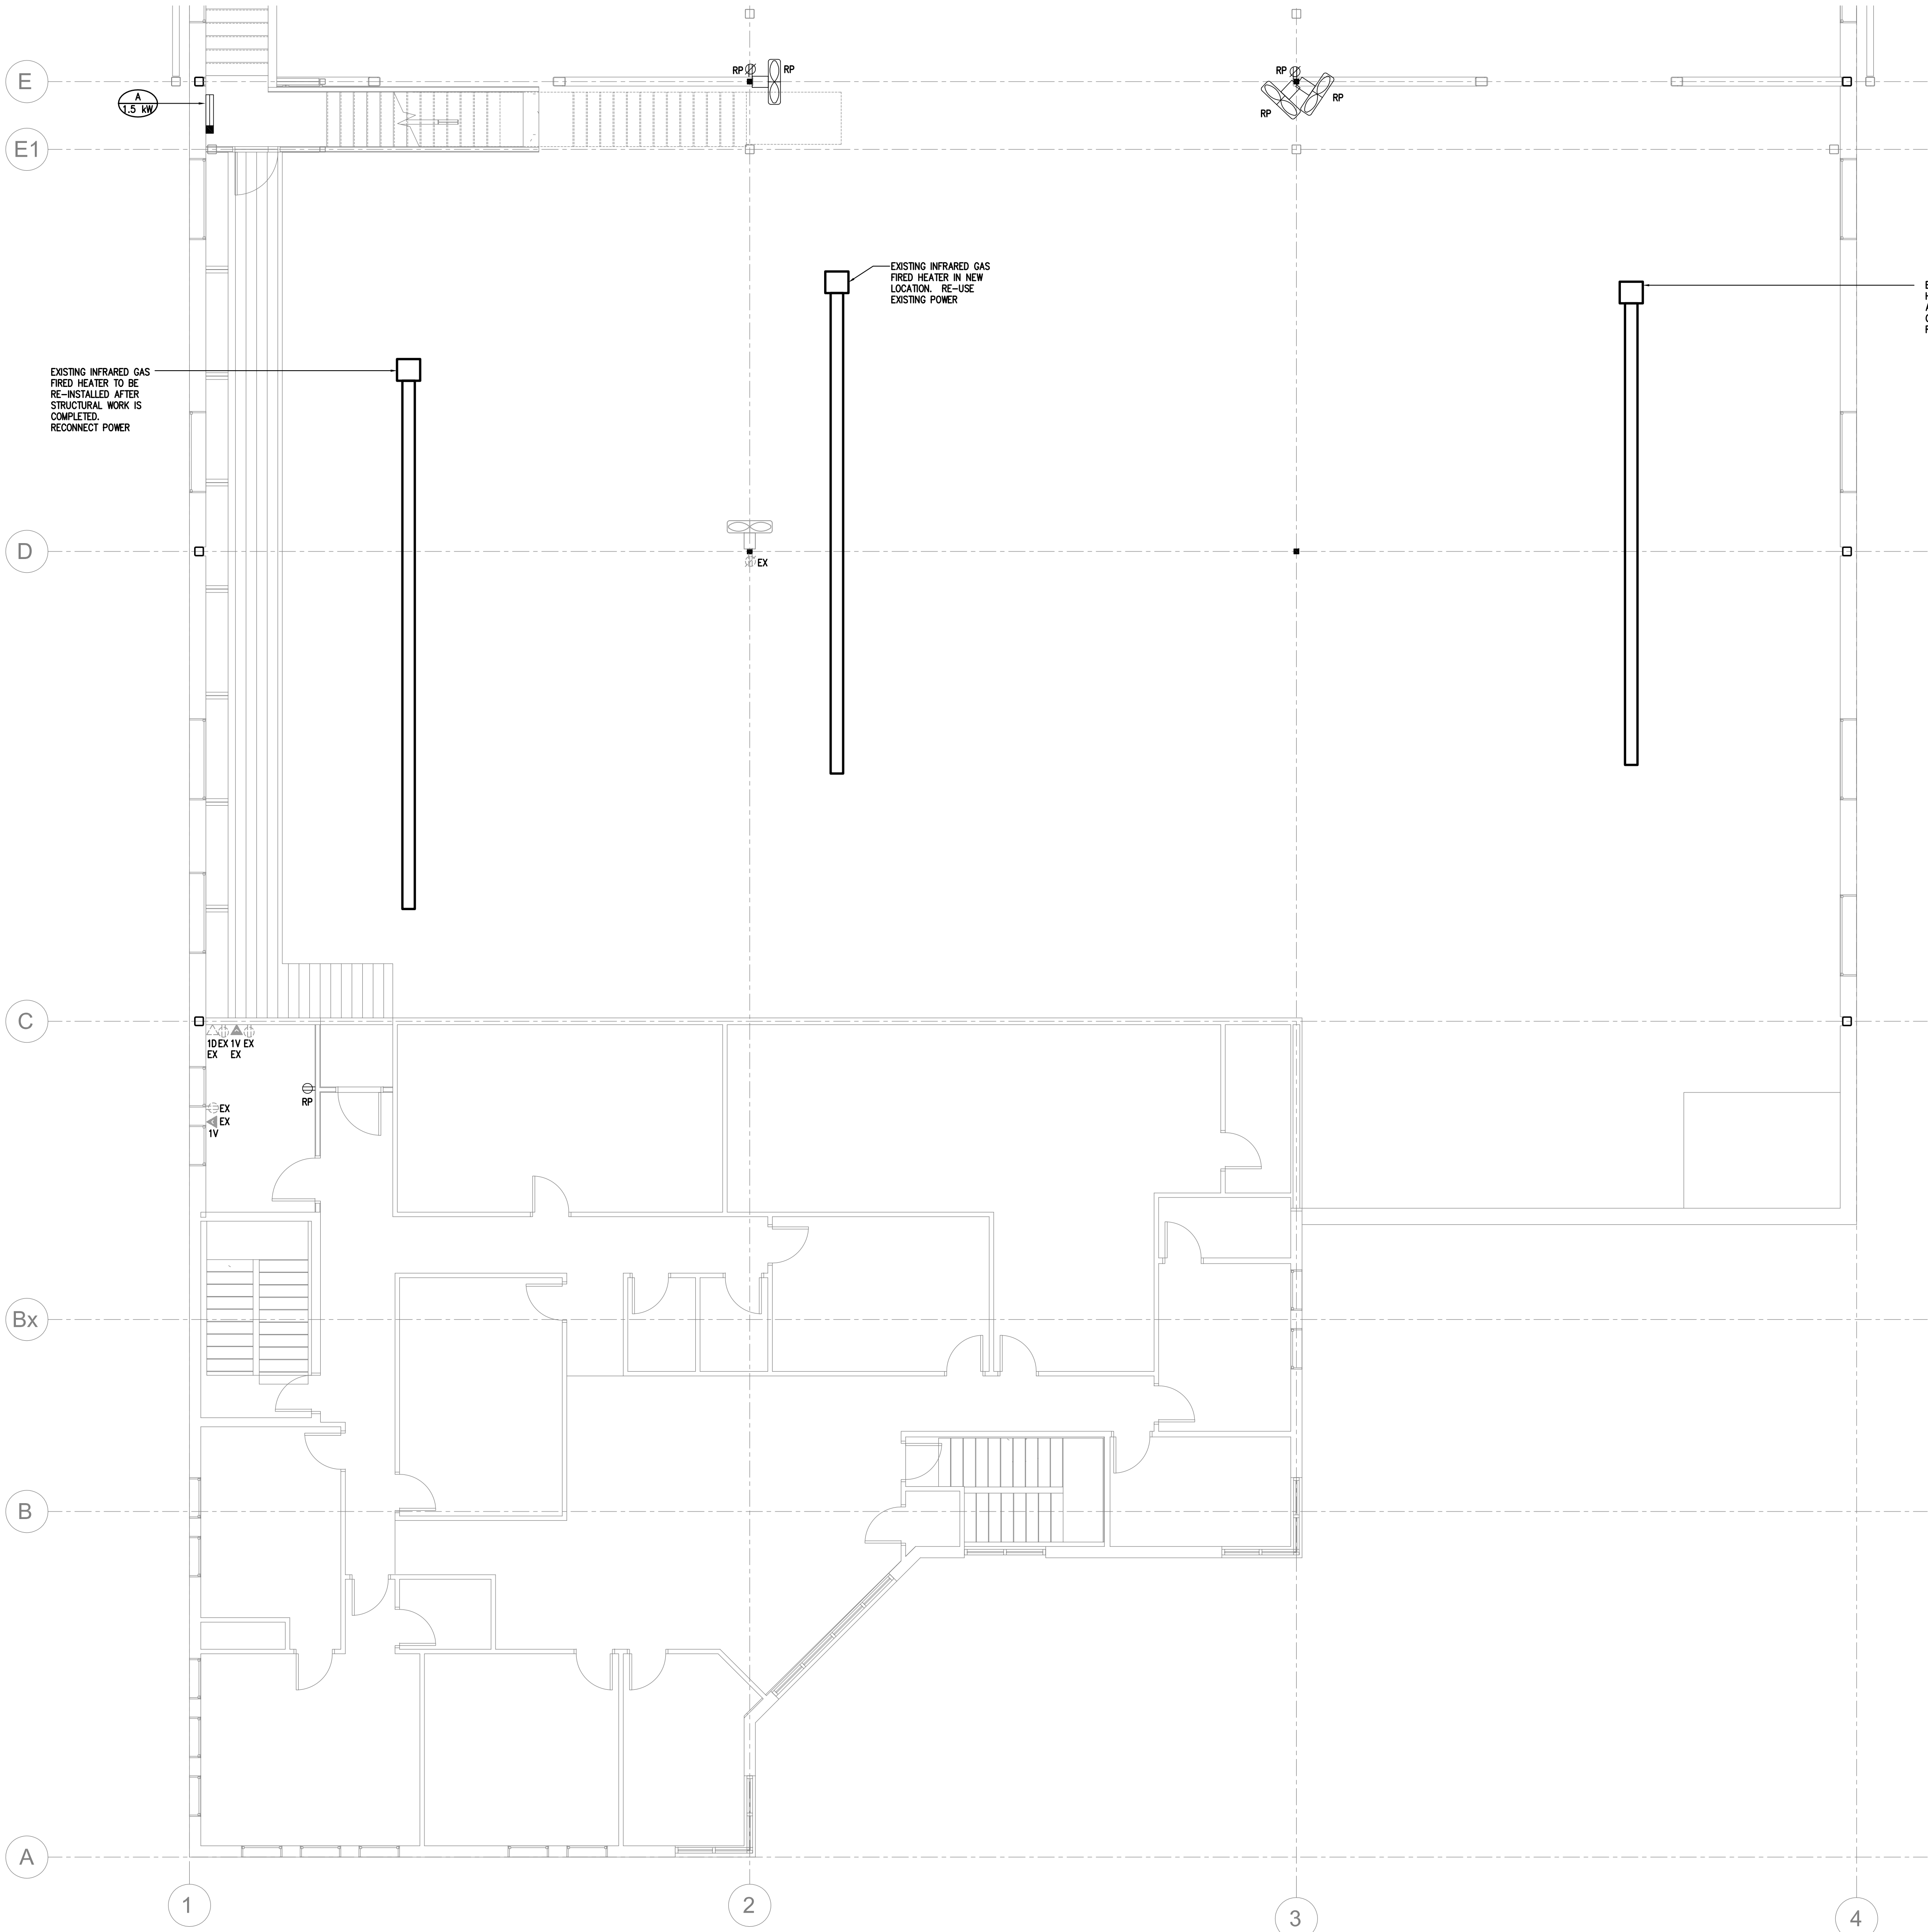 E
RP
RP
RP
RP
RP
A
1.5 kW
E1
EXISTING INFRARED GAS
FIRED HEATER IN NEW
LOCATION. RE-USE
EXISTING POWER
EXISTING INFRARED GAS
FIRED HEATER TO BE
RE-INSTALLED AFTER
STRUCTURAL WORK IS
COMPLETED.
RECONNECT POWER
D
EX
C
1D EX 1V EX
EX EX
RP
EX
EX
1V
Bx
B
A
1
2
3
4